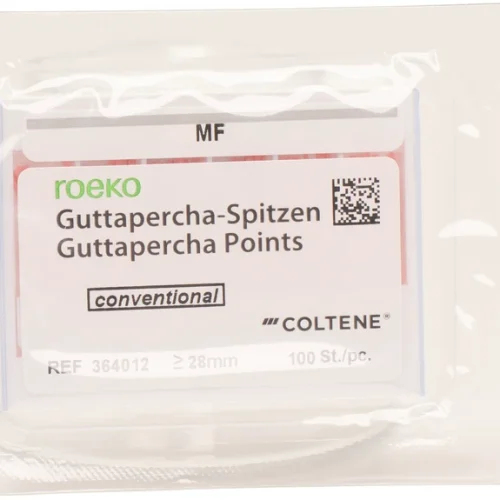 MF
roeko
Guttapercha-Spitzen
Guttapercha Points
conventional
COLTENE®
REF 364012 ≥ 28mm 100 St./pc.